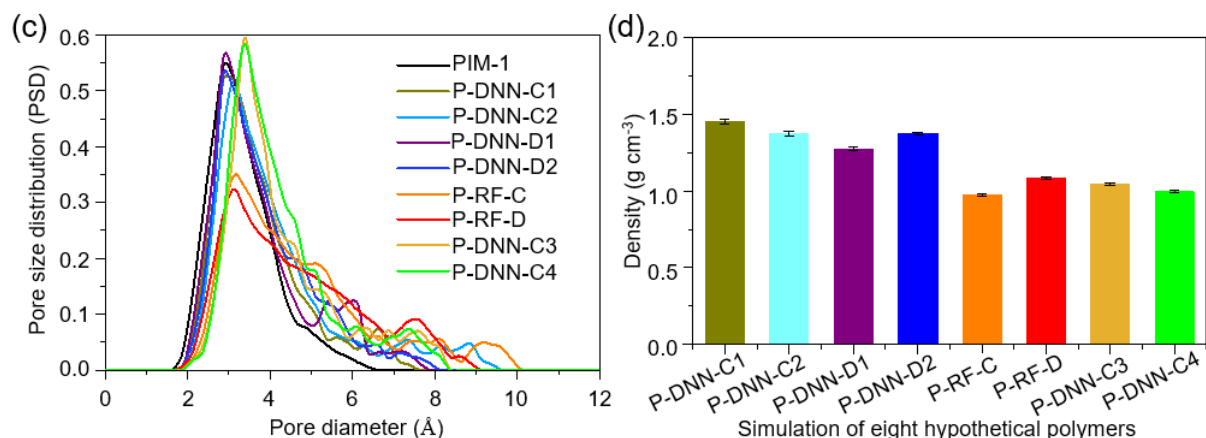 (c)
Pore size distribution (PSD)
0.6
0.5
0.4
0.3
0.2
0.1
0.0
PIM-1
P-DNN-C1
P-DNN-C2
P-DNN-D1
P-DNN-D2
P-RF-C
P-RF-D
P-DNN-C3
P-DNN-C4
0 2 4 6 8 10 12
Pore diameter (Å)
(d)
Density (g cm⁻³)
2.0
1.5
1.0
0.5
0.0
P-DNN-C1 P-DNN-C2 P-DNN-D1 P-DNN-D2 P-RF-C P-RF-D P-DNN-C3 P-DNN-C4
Simulation of eight hypothetical polymers